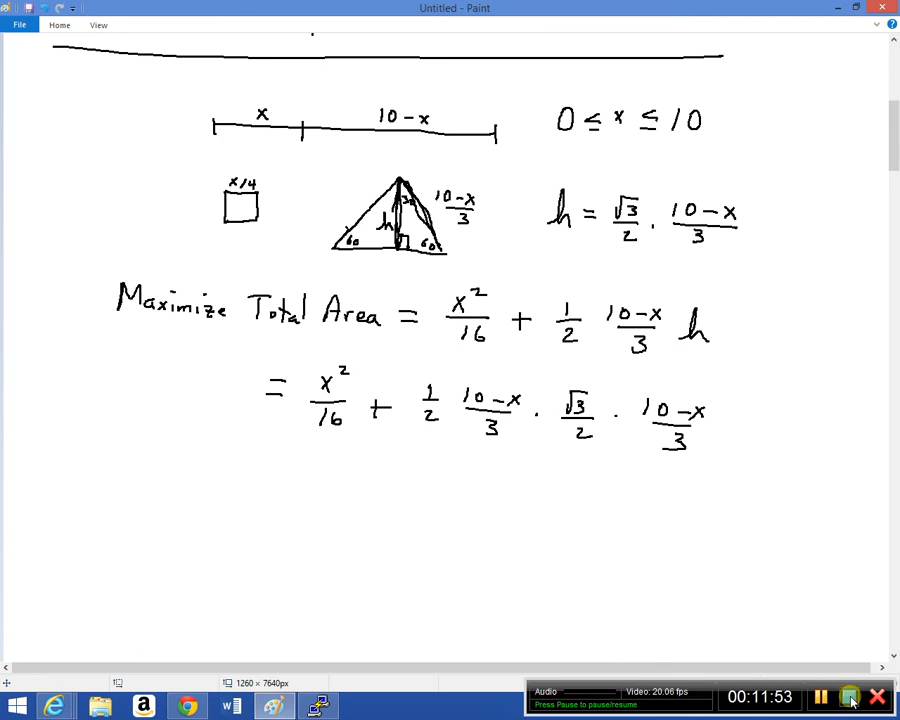 Untitled - Paint
File Home View
x 10-x 0 ≤ x ≤ 10
x/4
30
10-x/3
h
60 60
h = √3/2 · 10-x/3
Maximize Total Area = x²/16 + 1/2 10-x/3 h
= x²/16 + 1/2 10-x/3 · √3/2 · 10-x/3
1260 × 7640px
Audio Video: 20.06 fps
Press Pause to pause/resume
00:11:53